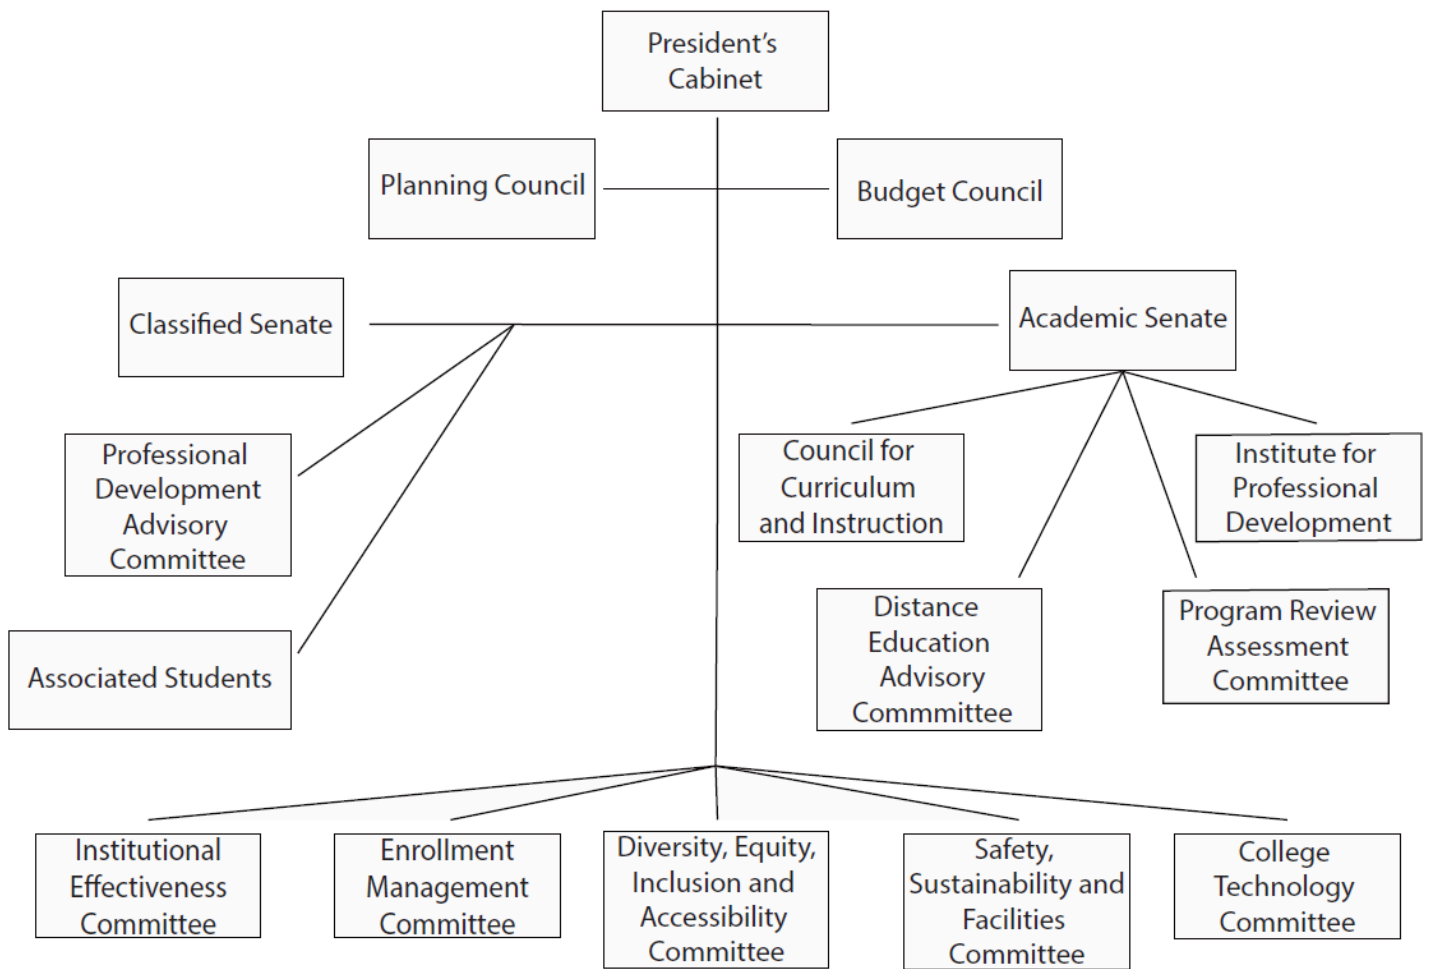 President's
Cabinet
Planning Council
Budget Council
Classified Senate
Academic Senate
Professional
Development
Advisory
Committee
Council for
Curriculum
and Instruction
Institute for
Professional
Development
Associated Students
Distance
Education
Advisory
Commmittee
Program Review
Assessment
Committee
Institutional
Effectiveness
Committee
Enrollment
Management
Committee
Diversity, Equity,
Inclusion and
Accessibility
Committee
Safety,
Sustainability and
Facilities
Committee
College
Technology
Committee